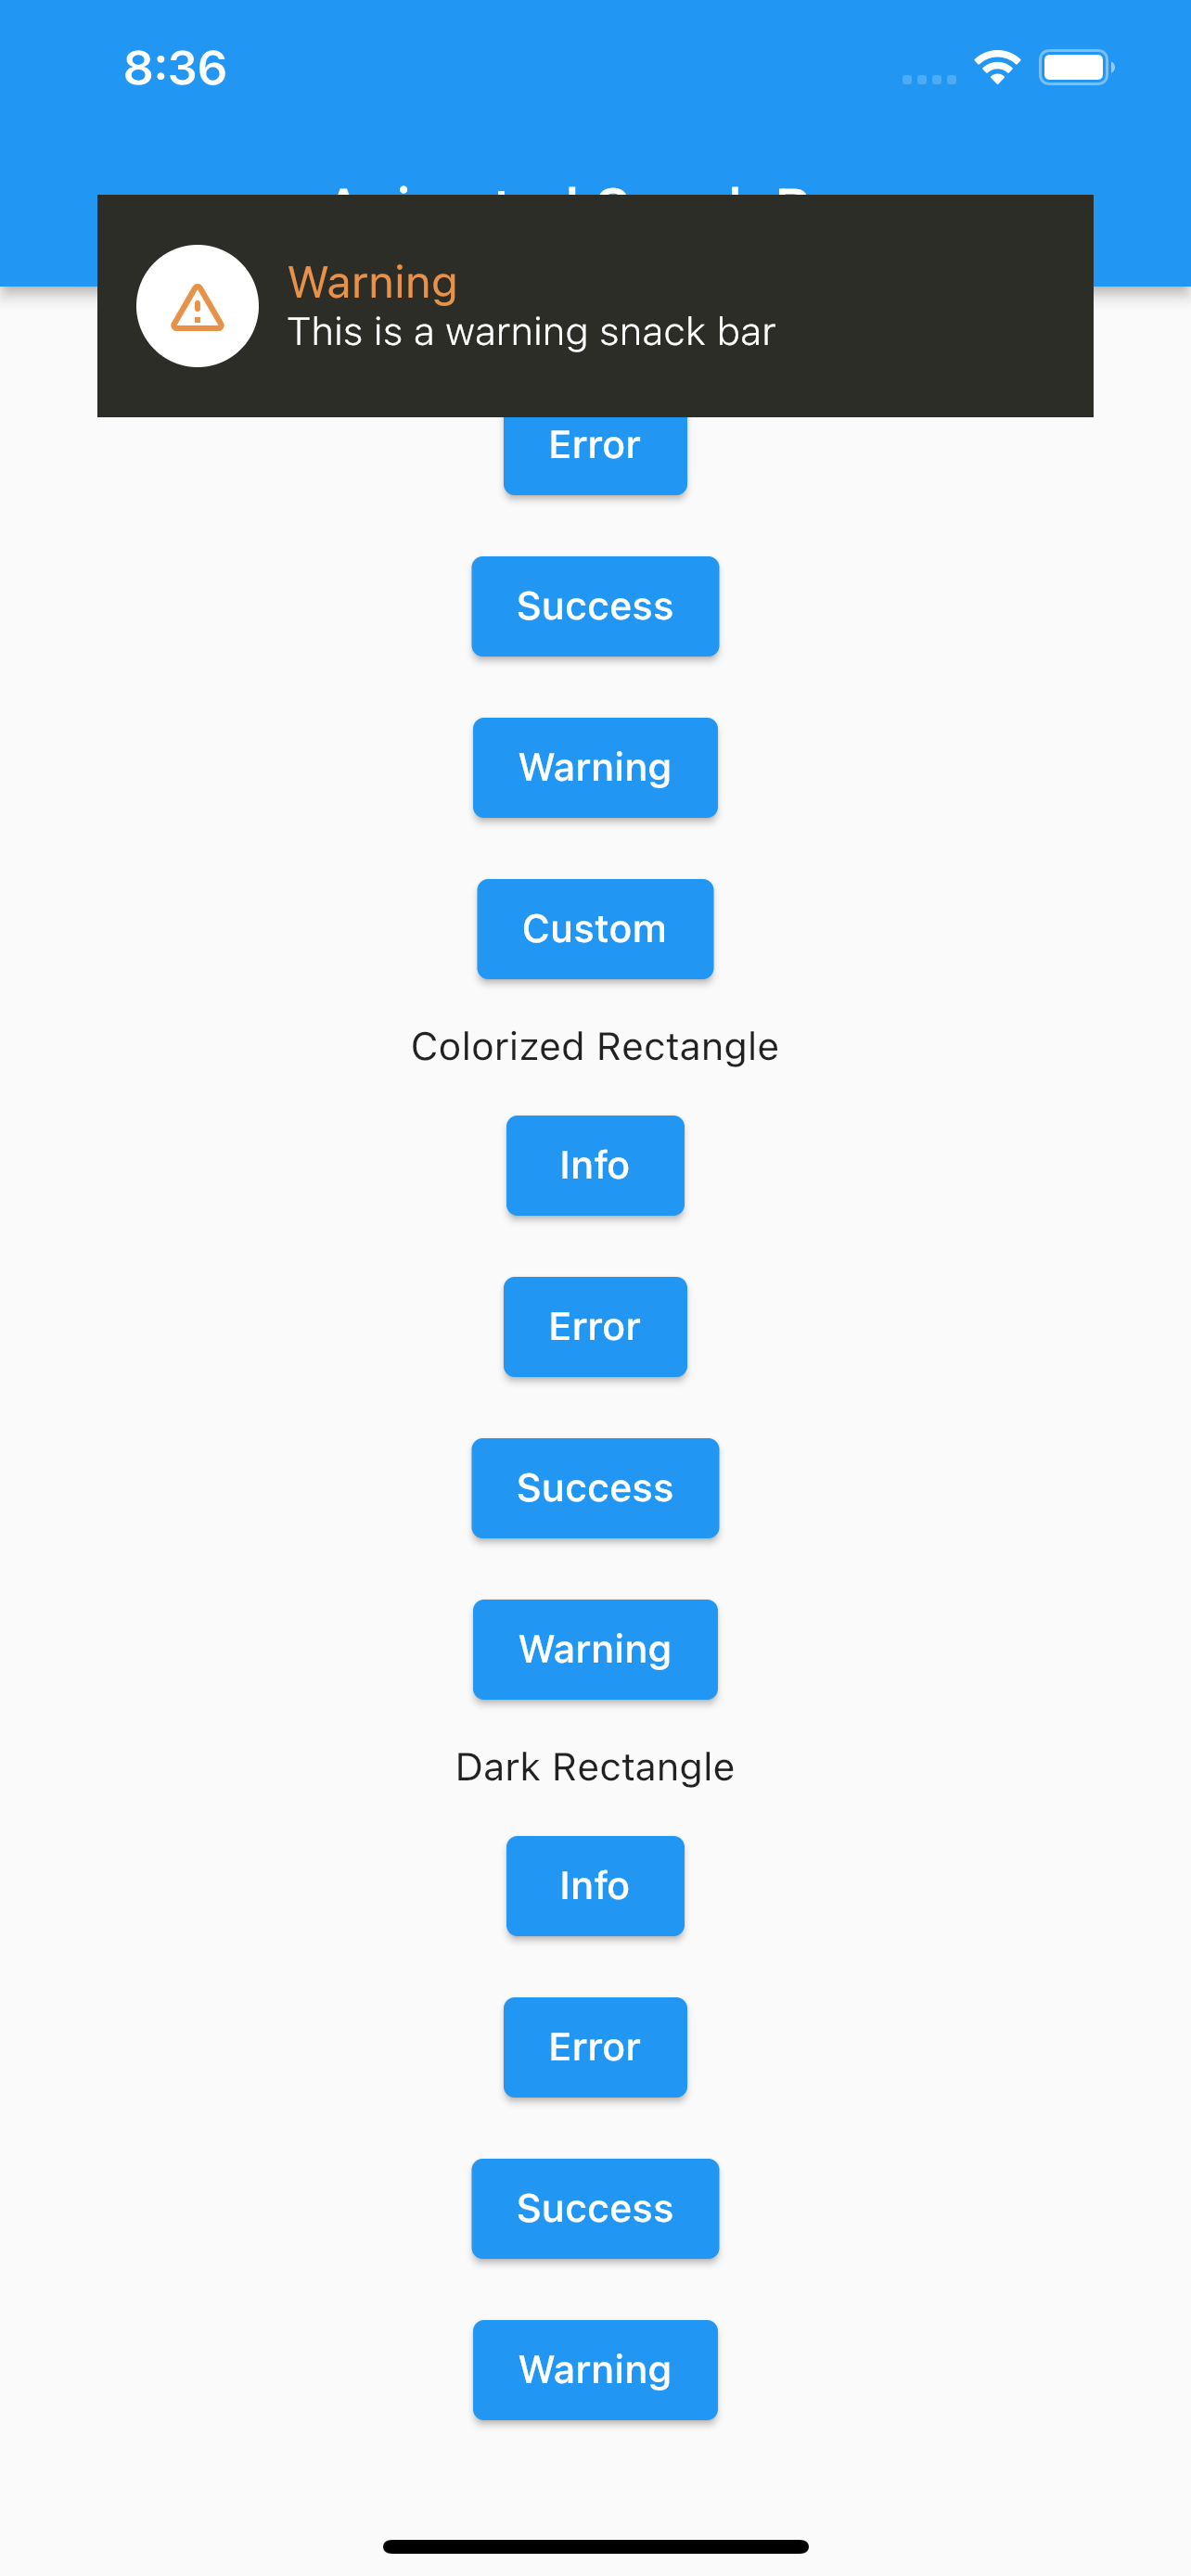 8:36
Warning
This is a warning snack bar
Error
Success
Warning
Custom
Colorized Rectangle
Info
Error
Success
Warning
Dark Rectangle
Info
Error
Success
Warning